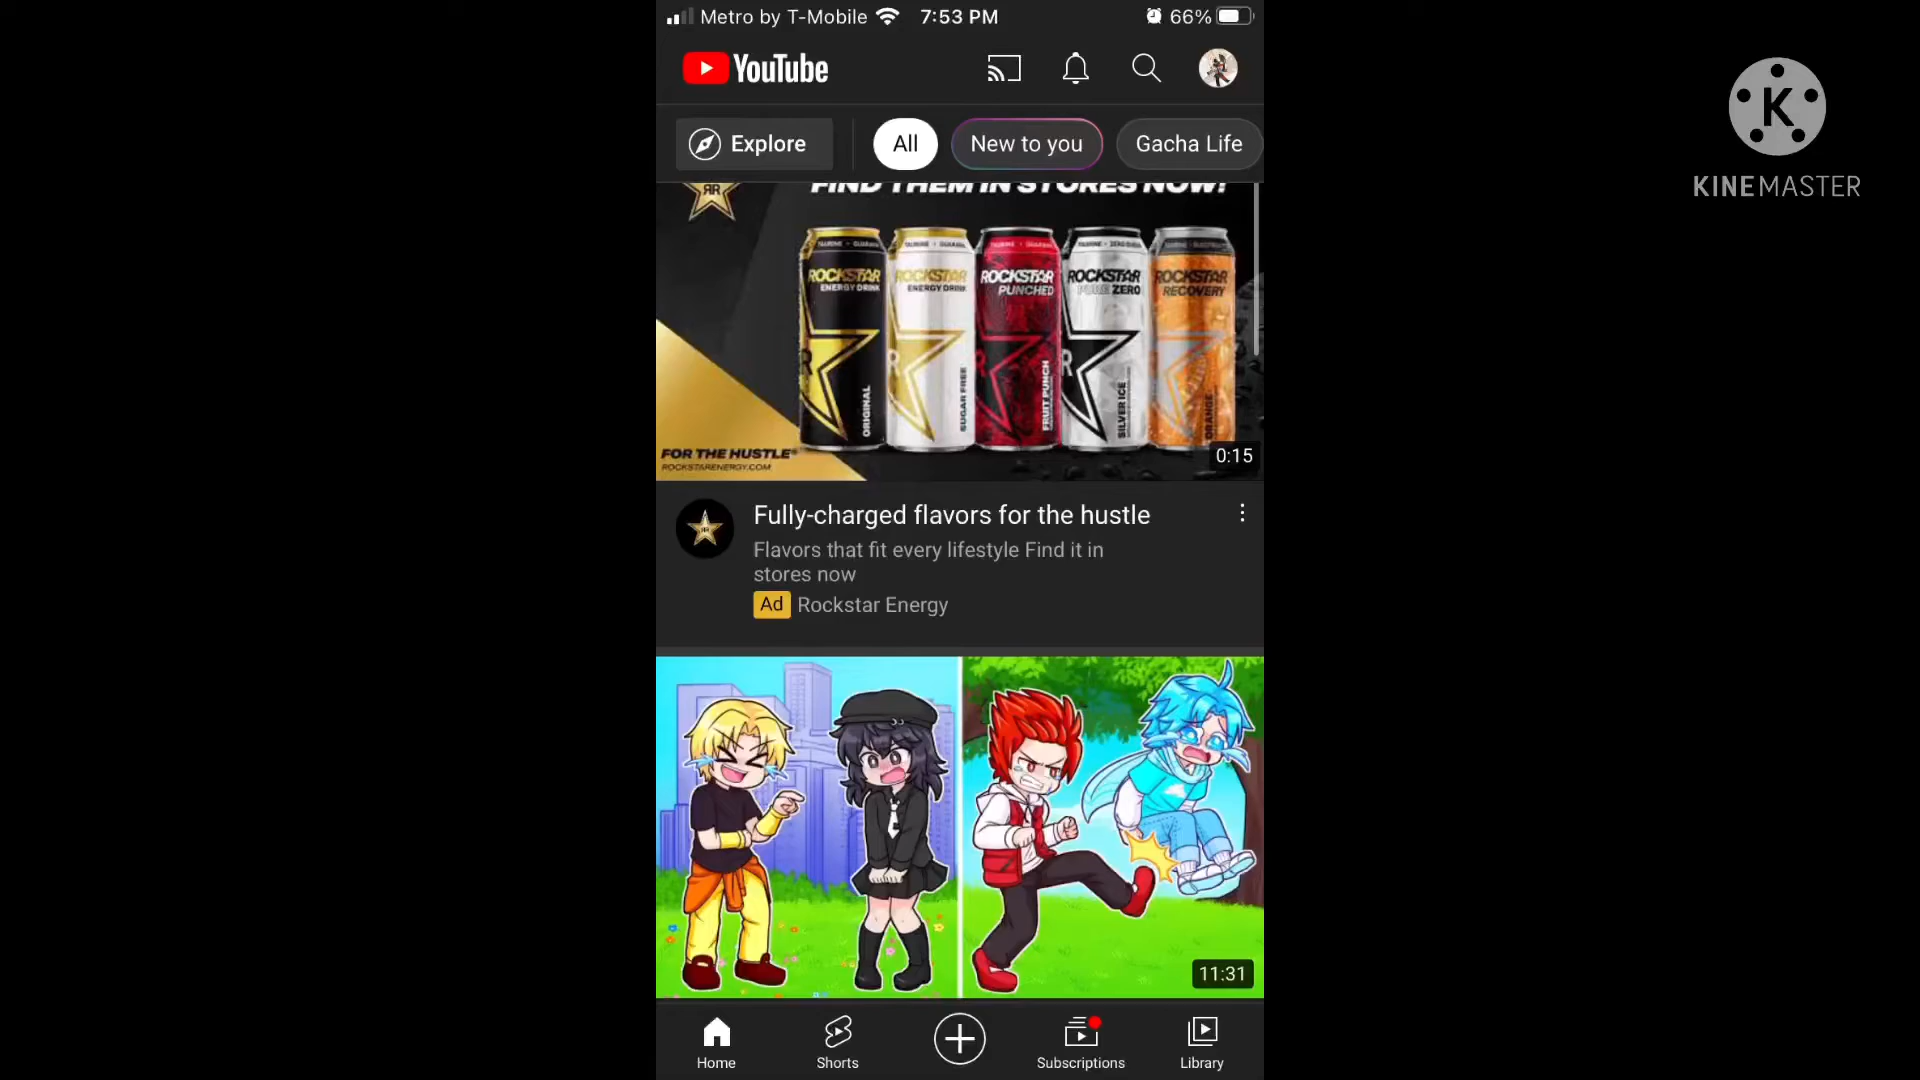 Metro by T-Mobile 7:53 PM 66%
YouTube
K
KINEMASTER
Explore All New to you Gacha Life
FIND THEM IN STORES NOW!
ROCKSTAR ENERGY DRINK ORIGINAL
ROCKSTAR ENERGY DRINK SUGAR FREE
ROCKSTAR PUNCHED FRUIT PUNCH
ROCKSTAR PURE ZERO SILVER ICE
ROCKSTAR RECOVERY ORANGE
FOR THE HUSTLE
ROCKSTARENERGY.COM
0:15
Fully-charged flavors for the hustle
Flavors that fit every lifestyle Find it in
stores now
Ad Rockstar Energy
11:31
Home Shorts Subscriptions Library